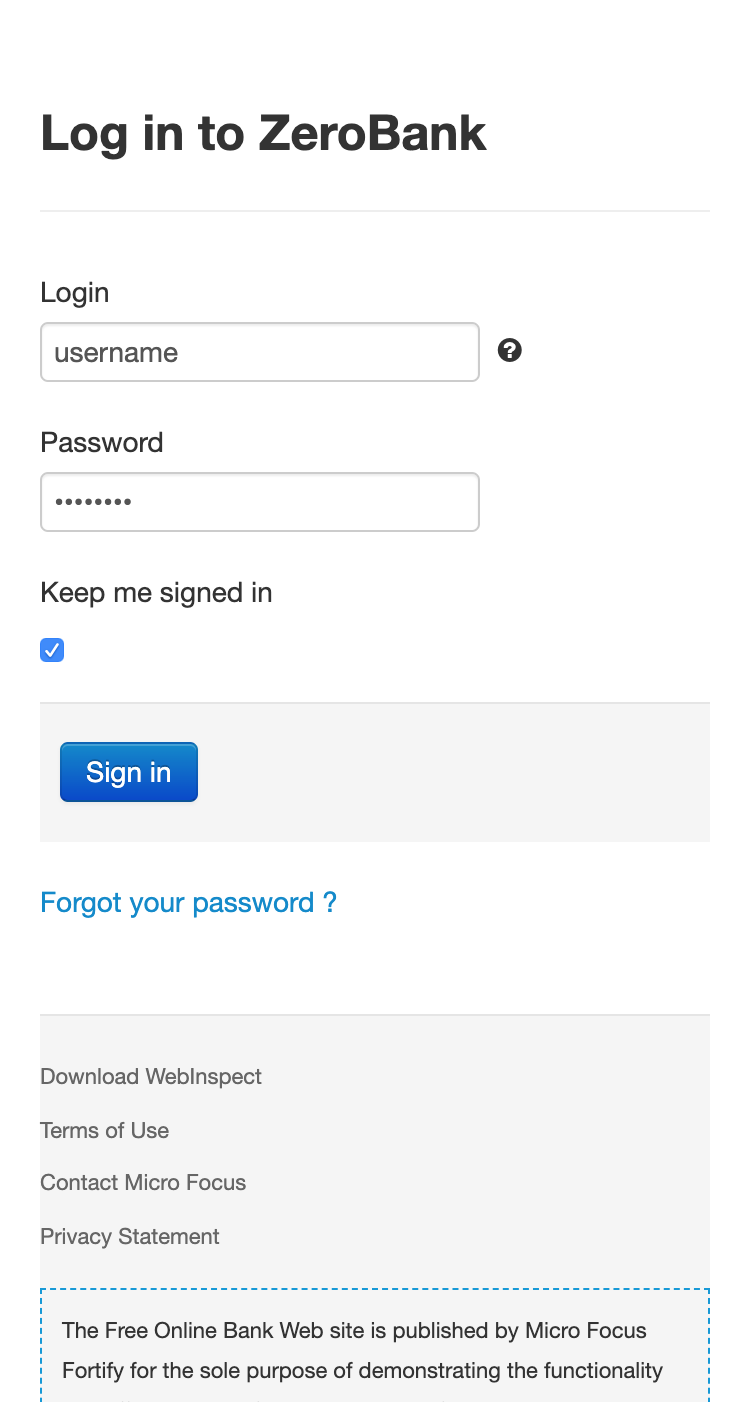 Log in to ZeroBank
Login
username
Password
••••••••
Keep me signed in
Sign in
Forgot your password ?
Download WebInspect
Terms of Use
Contact Micro Focus
Privacy Statement
The Free Online Bank Web site is published by Micro Focus
Fortify for the sole purpose of demonstrating the functionality